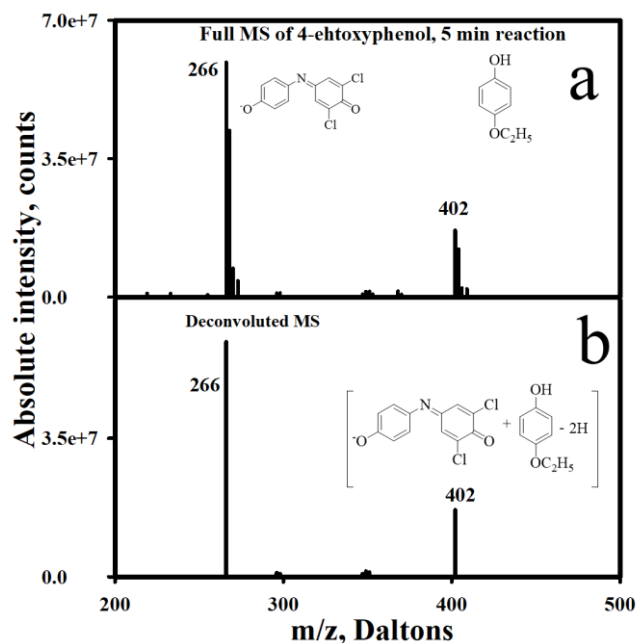 7.0e+7
Full MS of 4-ehtoxyphenol, 5 min reaction
266
N
Cl
O
-O
Cl
OH
OC2H5
a
3.5e+7
402
0.0
Deconvoluted MS
b
266
N
Cl
O
-O
Cl
+
OH
- 2H
OC2H5
3.5e+7
402
0.0
200
300
400
500
m/z, Daltons
Absolute intensity, counts